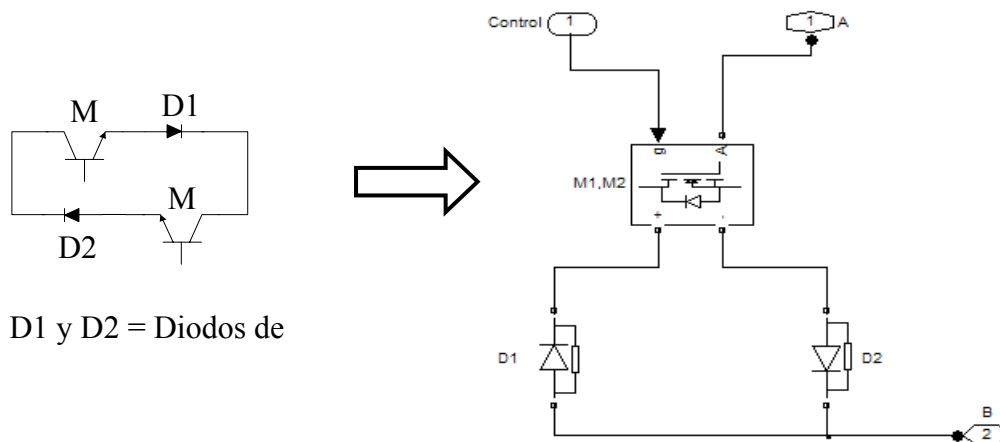 M D1
M
D2
D1 y D2 = Diodos de
Control 1
1 A
g A
M1,M2
+ -
D1
D2
B
2